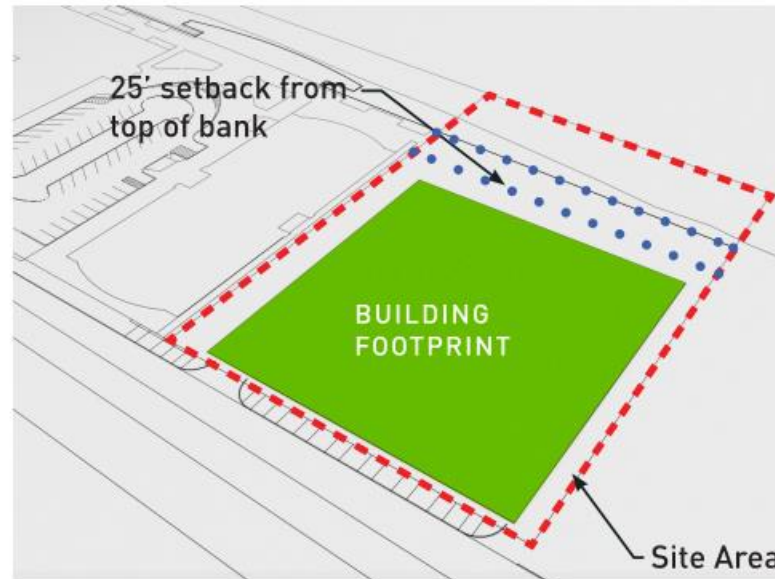 25' setback from
top of bank
BUILDING
FOOTPRINT
Site Area